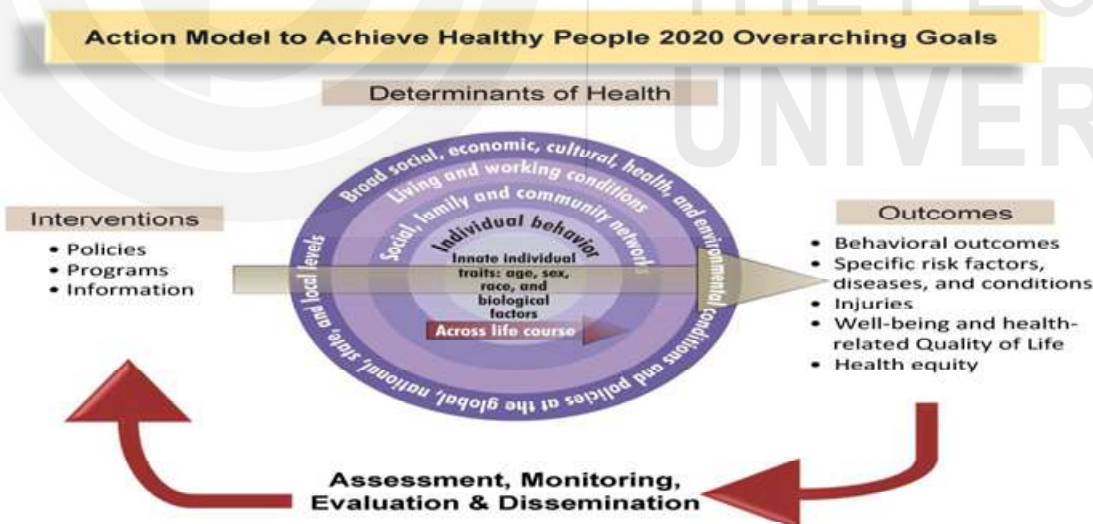 THE PEO
UNIVER
Action Model to Achieve Healthy People 2020 Overarching Goals
Determinants of Health
Interventions
• Policies
• Programs
• Information
Broad social, economic, cultural, health, and environmental conditions and policies at the global, national, state, and local levels
Living and working conditions
Social, family and community networks
Individual behavior
Innate individual
traits: age, sex,
race, and
biological
factors
Across life course
Outcomes
• Behavioral outcomes
• Specific risk factors,
diseases, and conditions
• Injuries
• Well-being and health-
related Quality of Life
• Health equity
Assessment, Monitoring,
Evaluation & Dissemination